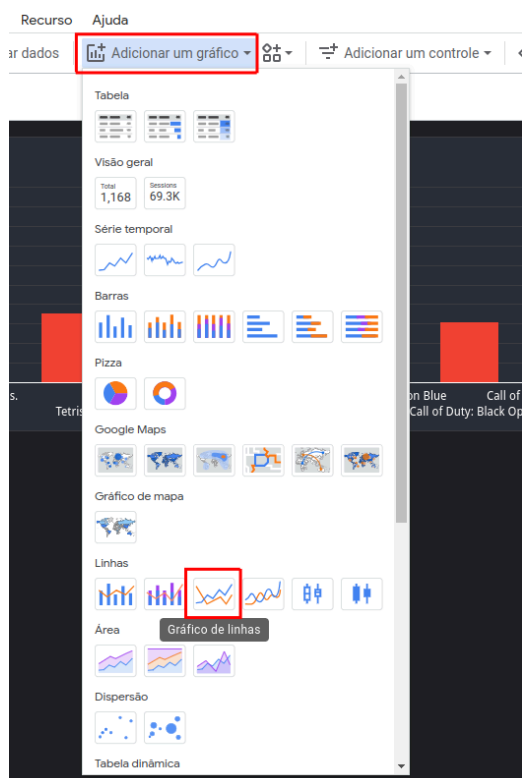 Recurso Ajuda
ar dados Adicionar um gráfico Adicionar um controle
Tabela
Visão geral
Total
1,168
Sessions
69.3K
Série temporal
Barras
Pizza
Google Maps
Gráfico de mapa
Linhas
Gráfico de linhas
Área
Dispersão
Tabela dinâmica
s.
Tetris
on Blue
Call of
Call of Duty: Black Op